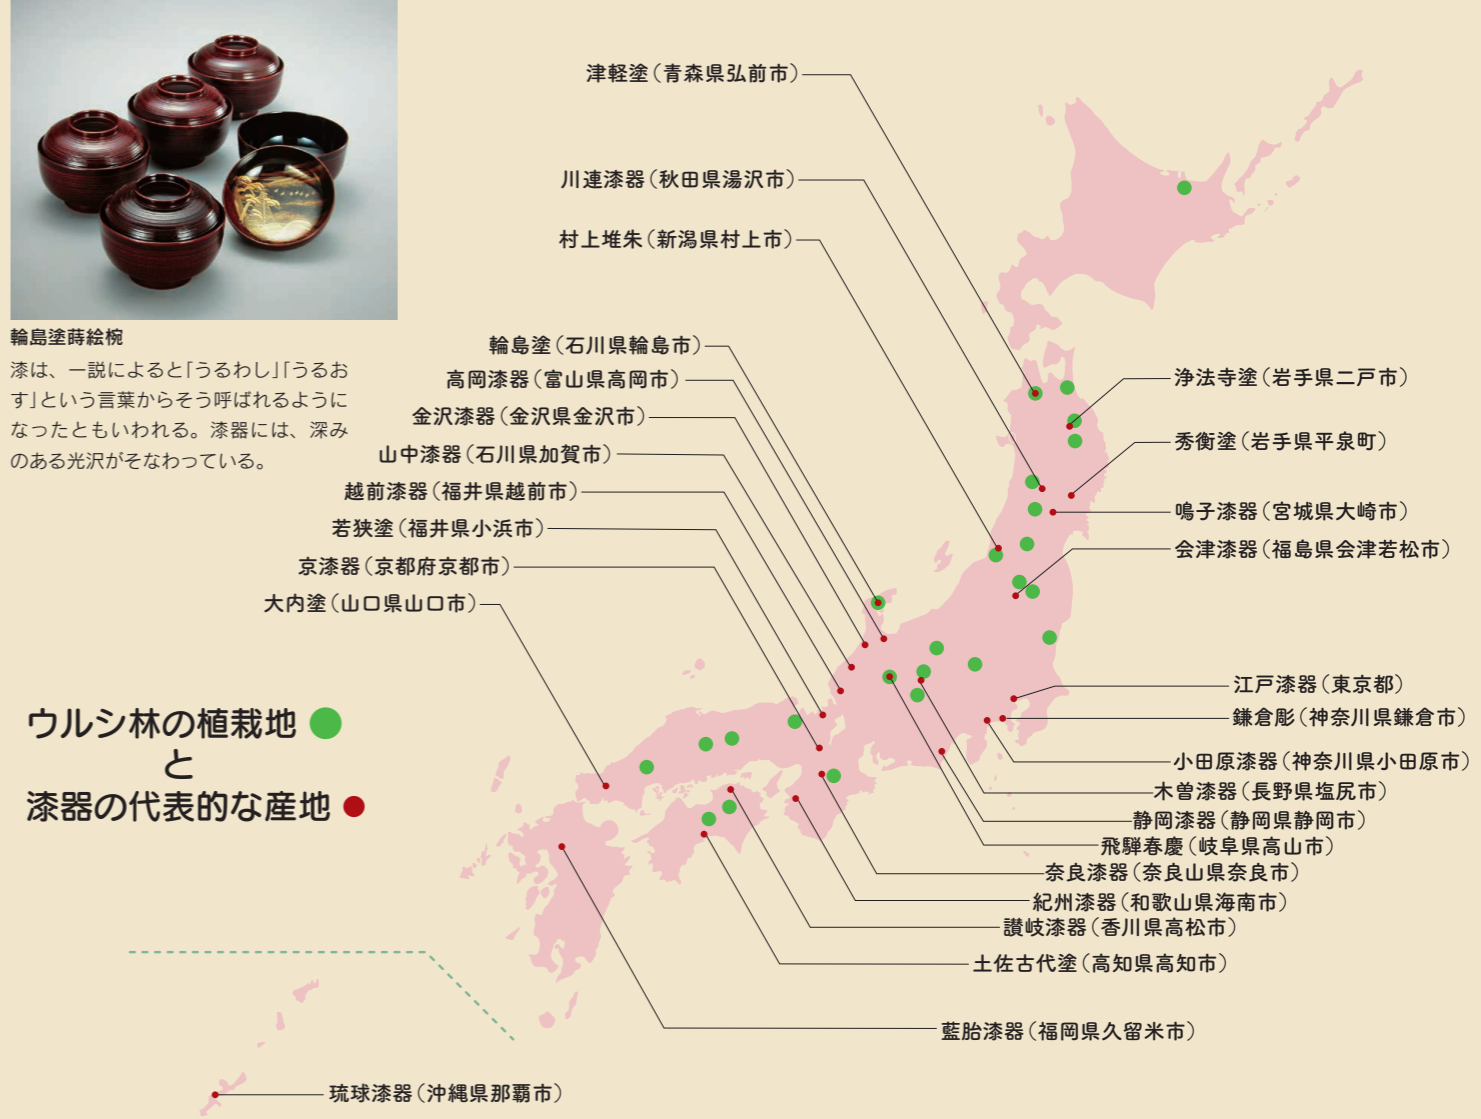 輪島塗蒔絵椀
漆は、一説によると「うるわし」「うるお
す」という言葉からそう呼ばれるように
なったともいわれる。漆器には、深み
のある光沢がそなわっている。
津軽塗（青森県弘前市）
川連漆器（秋田県湯沢市）
村上堆朱（新潟県村上市）
輪島塗（石川県輪島市）
高岡漆器（富山県高岡市）
金沢漆器（金沢県金沢市）
山中漆器（石川県加賀市）
越前漆器（福井県越前市）
若狭塗（福井県小浜市）
京漆器（京都府京都市）
大内塗（山口県山口市）
浄法寺塗（岩手県二戸市）
秀衡塗（岩手県平泉町）
鳴子漆器（宮城県大崎市）
会津漆器（福島県会津若松市）
江戸漆器（東京都）
鎌倉彫（神奈川県鎌倉市）
小田原漆器（神奈川県小田原市）
木曽漆器（長野県塩尻市）
静岡漆器（静岡県静岡市）
飛騨春慶（岐阜県高山市）
奈良漆器（奈良山県奈良市）
紀州漆器（和歌山県海南市）
讃岐漆器（香川県高松市）
土佐古代塗（高知県高知市）
藍胎漆器（福岡県久留米市）
琉球漆器（沖縄県那覇市）
ウルシ林の植栽地
と
漆器の代表的な産地